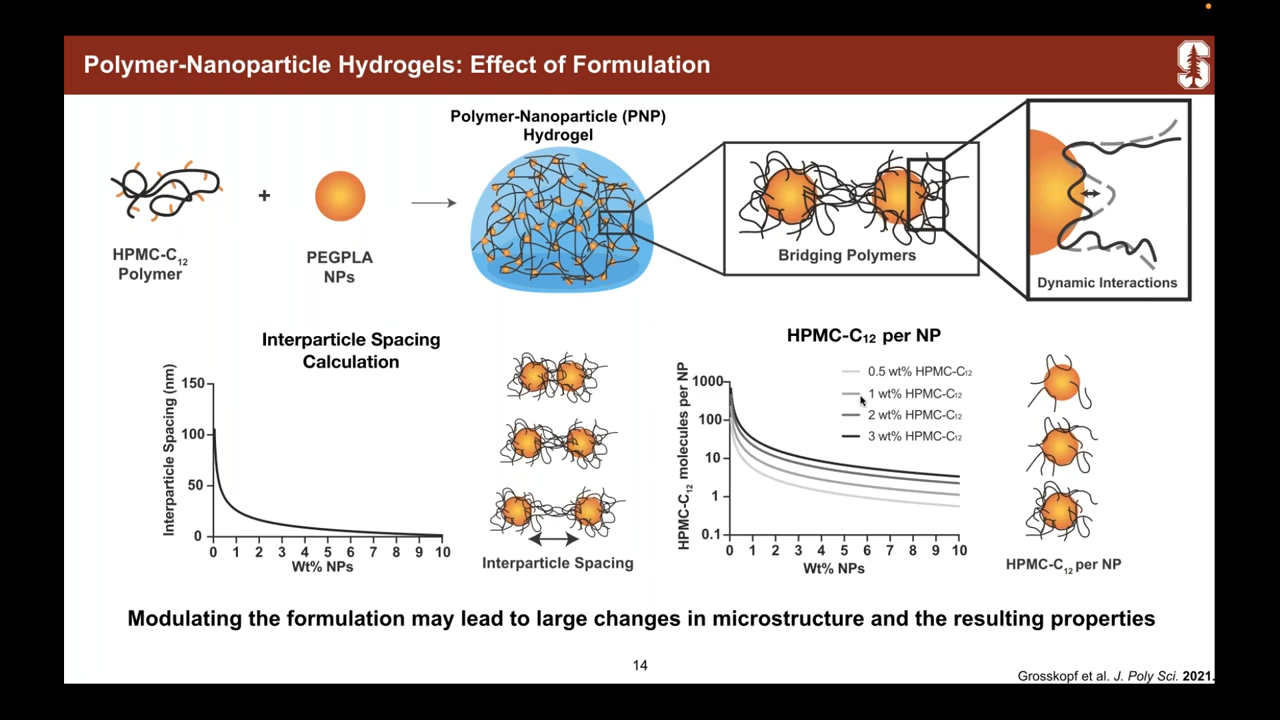 Polymer-Nanoparticle Hydrogels: Effect of Formulation
S
Polymer-Nanoparticle (PNP)
Hydrogel
HPMC-C₁₂
Polymer
+
PEGPLA
NPs
Bridging Polymers
Dynamic Interactions
Interparticle Spacing
Calculation
Interparticle Spacing (nm)
150
100
50
0
0 1 2 3 4 5 6 7 8 9 10
Wt% NPs
Interparticle Spacing
HPMC-C₁₂ per NP
HPMC-C₁₂ molecules per NP
1000
100
10
1
0.1
0.5 wt% HPMC-C₁₂
1 wt% HPMC-C₁₂
2 wt% HPMC-C₁₂
3 wt% HPMC-C₁₂
0 1 2 3 4 5 6 7 8 9 10
Wt% NPs
HPMC-C₁₂ per NP
Modulating the formulation may lead to large changes in microstructure and the resulting properties
14
Grosskopf et al. J. Poly Sci. 2021.